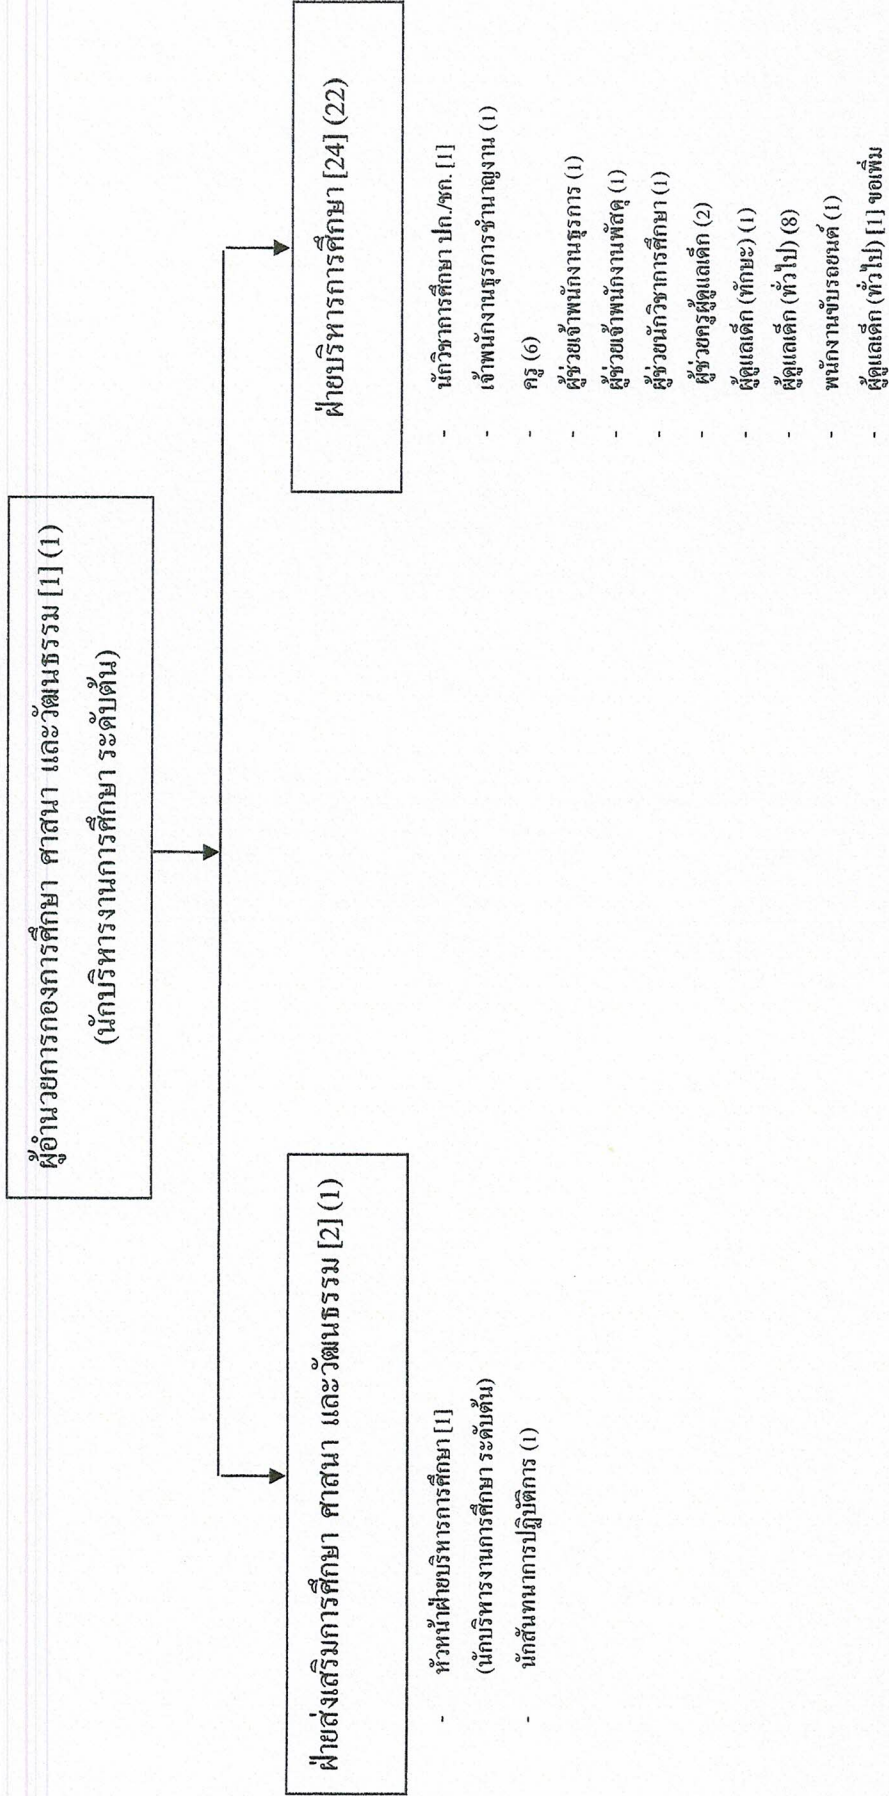 ผู้อำนวยการกองการศึกษา ศาสนา และวัฒนธรรม [1] (1)
(นักบริหารงานการศึกษา ระดับต้น)
ฝ่ายส่งเสริมการศึกษา ศาสนา และวัฒนธรรม [2] (1)
- หัวหน้าฝ่ายบริหารการศึกษา [1]
(นักบริหารงานการศึกษา ระดับต้น)
- นักสันทนาการปฏิบัติการ (1)
ฝ่ายบริหารการศึกษา [24] (22)
- นักวิชาการศึกษา ปก./ชก. [1]
- เจ้าพนักงานธุรการชำนาญงาน (1)
- ครู (6)
- ผู้ช่วยเจ้าพนักงานธุรการ (1)
- ผู้ช่วยเจ้าพนักงานพัสดุ (1)
- ผู้ช่วยนักวิชาการศึกษา (1)
- ผู้ช่วยครูผู้ดูแลเด็ก (2)
- ผู้ดูแลเด็ก (ทักษะ) (1)
- ผู้ดูแลเด็ก (ทั่วไป) (8)
- พนักงานขับรถยนต์ (1)
- ผู้ดูแลเด็ก (ทั่วไป) [1] ขอเพิ่ม